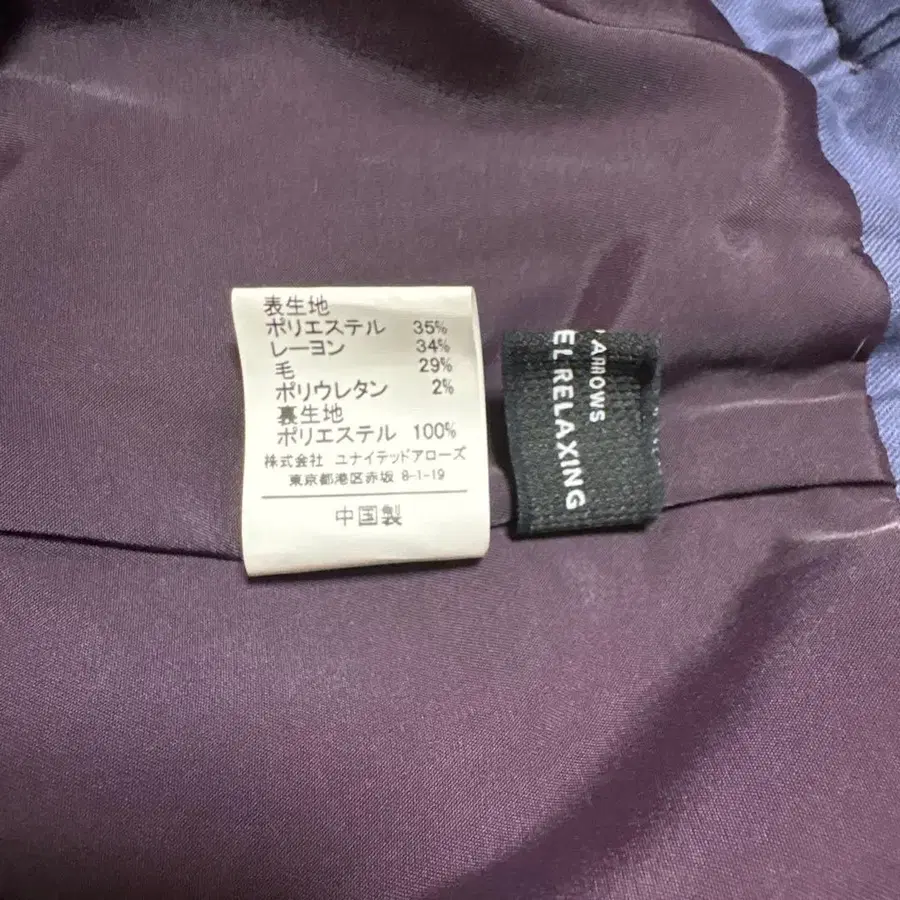 表生地
ポリエステル 35%
レーヨン 34%
毛 29%
ポリウレタン 2%
裏生地
ポリエステル 100%
株式会社 ユナイテッドアローズ
東京都港区赤坂 8-1-19
中国製
ARROWS
EL RELAXING